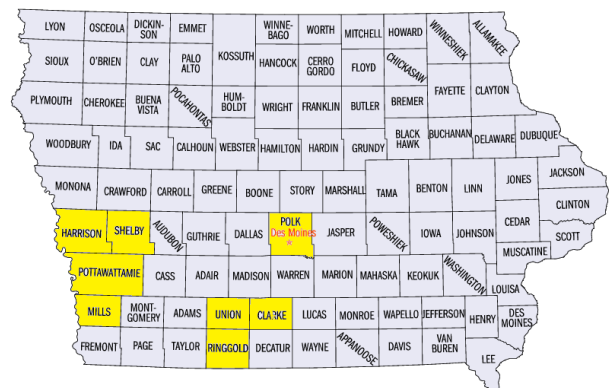 LYON
OSCEOLA
DICKIN-
SON
EMMET
WINNE-
BAGO
WORTH
MITCHELL
HOWARD
WINNESHIEK
ALLAMAKEE
KOSSUTH
SIOUX
O'BRIEN
CLAY
PALO
ALTO
HANCOCK
CERRO
GORDO
FLOYD
CHICKASAW
FAYETTE
CLAYTON
PLYMOUTH
CHEROKEE
BUENA
VISTA
POCAHONTAS
HUM-
BOLDT
WRIGHT
FRANKLIN
BUTLER
BREMER
WOODBURY
IDA
SAC
CALHOUN
WEBSTER
HAMILTON
HARDIN
GRUNDY
BLACK
HAWK
BUCHANAN
DELAWARE
DUBUQUE
MONONA
CRAWFORD
CARROLL
GREENE
BOONE
STORY
MARSHALL
TAMA
BENTON
LINN
JONES
JACKSON
CLINTON
HARRISON
SHELBY
AUDUBON
GUTHRIE
DALLAS
POLK
Des Moines
*
JASPER
POWESHIEK
IOWA
JOHNSON
CEDAR
SCOTT
MUSCATINE
POTTAWATTAMIE
CASS
ADAIR
MADISON
WARREN
MARION
MAHASKA
KEOKUK
WASHINGTON
LOUISA
MILLS
MONT-
GOMERY
ADAMS
UNION
CLARKE
LUCAS
MONROE
WAPELLO
JEFFERSON
HENRY
DES
MOINES
FREMONT
PAGE
TAYLOR
RINGGOLD
DECATUR
WAYNE
APPANOOSE
DAVIS
VAN
BUREN
LEE